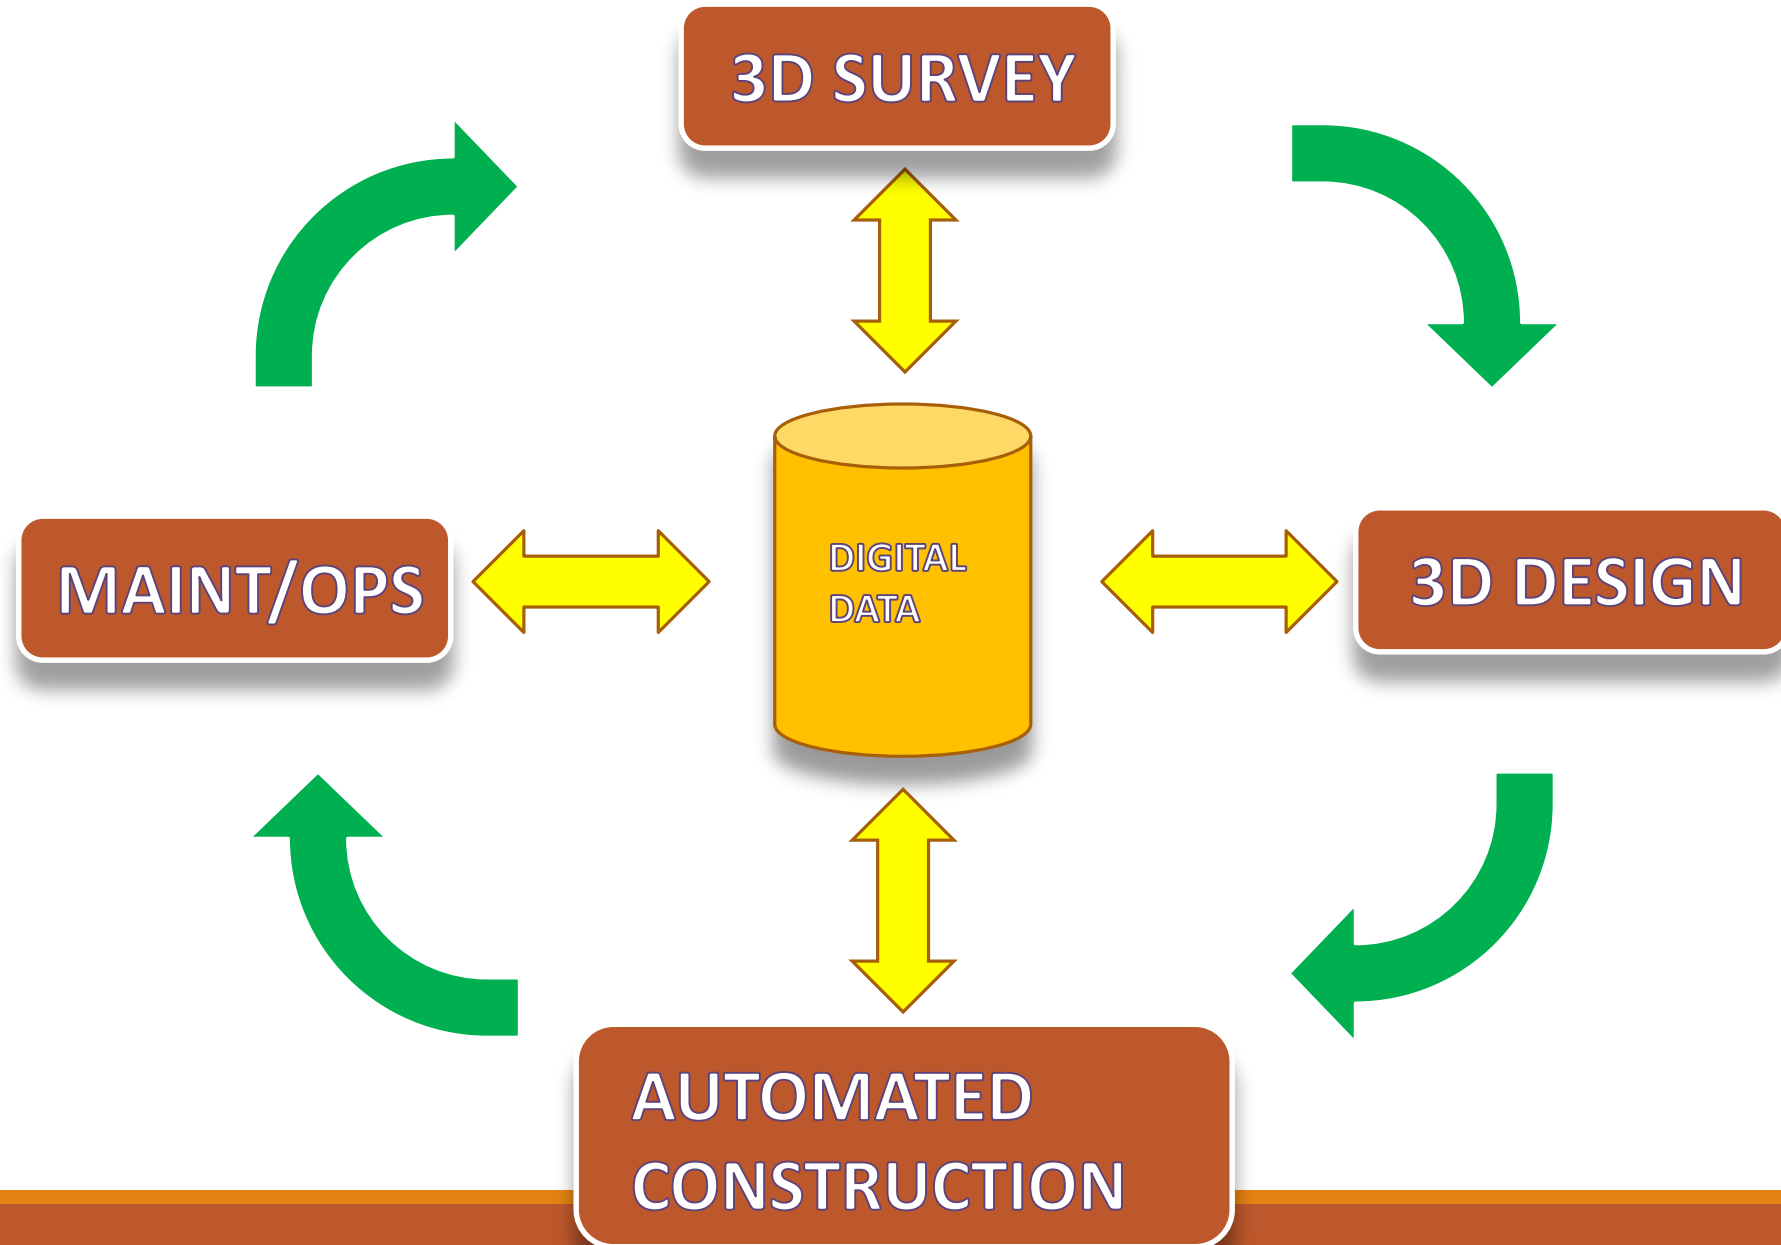 3D SURVEY
MAINT/OPS
DIGITAL
DATA
3D DESIGN
AUTOMATED
CONSTRUCTION